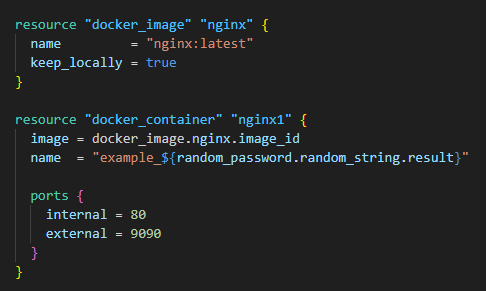 resource "docker_image" "nginx" {
  name         = "nginx:latest"
  keep_locally = true
}

resource "docker_container" "nginx1" {
  image = docker_image.nginx.image_id
  name  = "example_${random_password.random_string.result}"

  ports {
    internal = 80
    external = 9090
  }
}